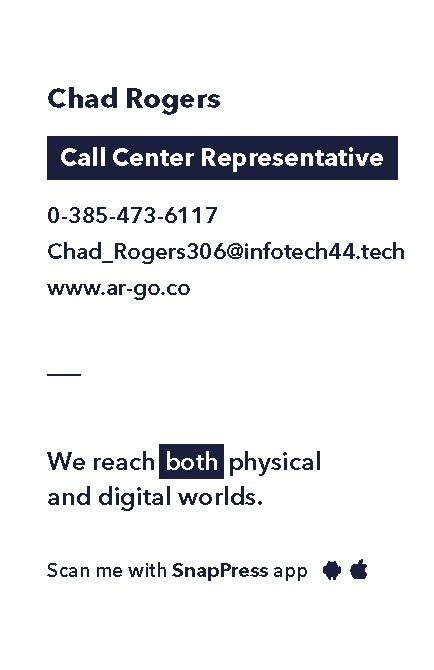 Chad Rogers
Call Center Representative
0-385-473-6117
Chad_Rogers306@infotech44.tech
www.ar-go.co
We reach both physical
and digital worlds.
Scan me with SnapPress app